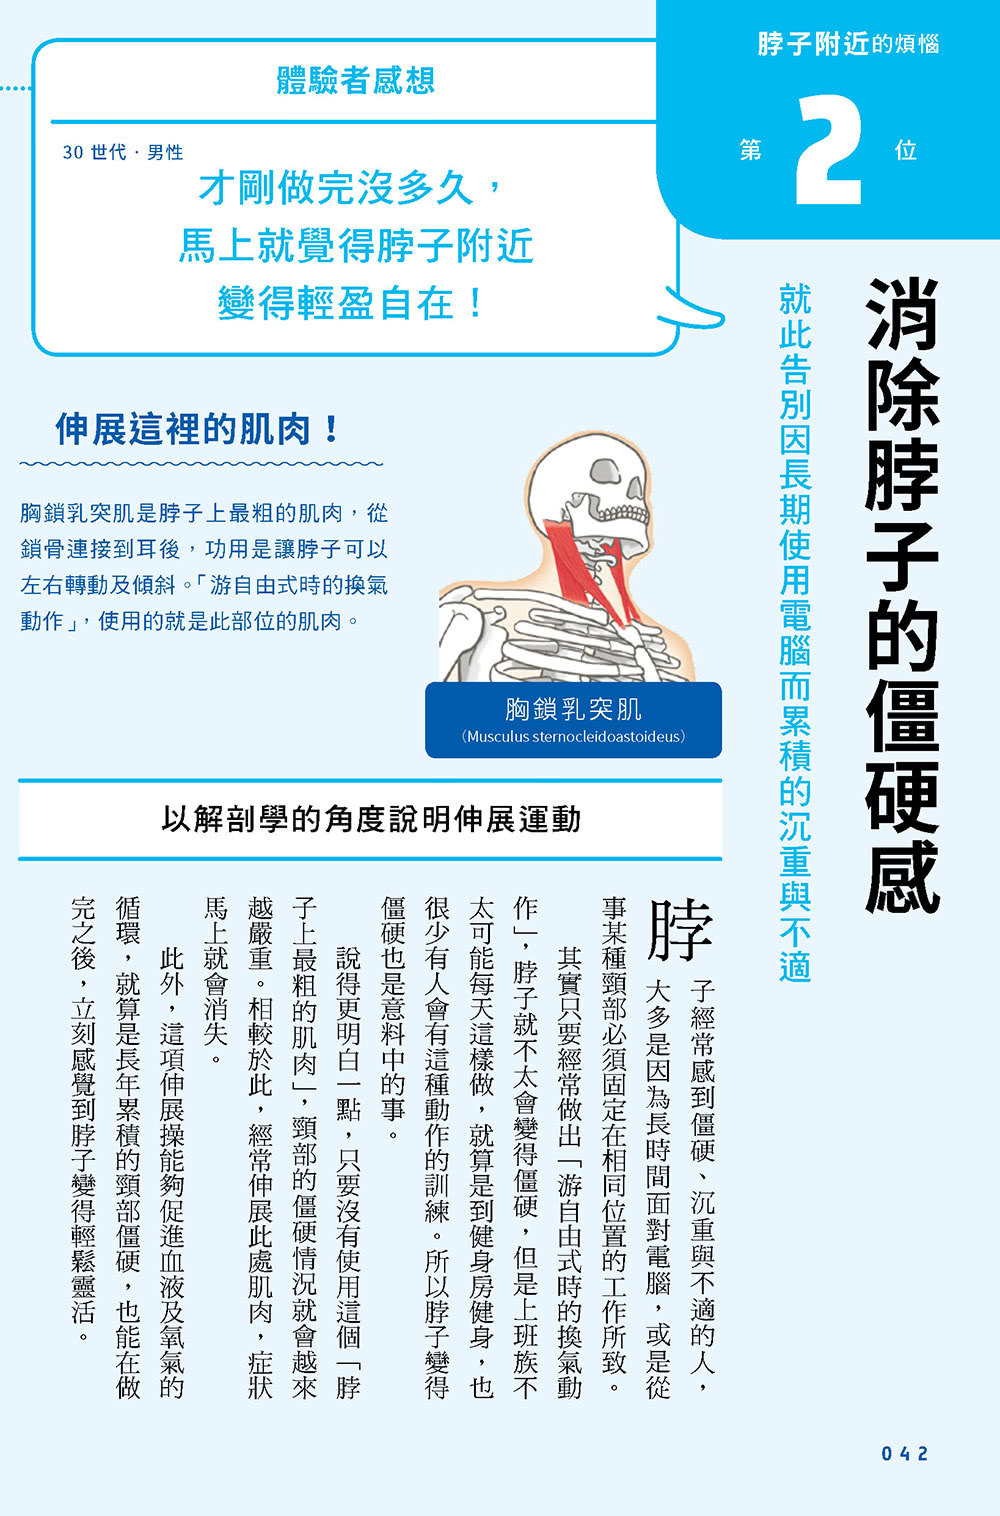 脖子附近的煩惱
第2位
消除脖子的僵硬感
就此告別因長期使用電腦而累積的沉重與不適
體驗者感想
30 世代・男性
才剛做完沒多久，
馬上就覺得脖子附近
變得輕盈自在！
伸展這裡的肌肉！
胸鎖乳突肌是脖子上最粗的肌肉，從
鎖骨連接到耳後，功用是讓脖子可以
左右轉動及傾斜。「游自由式時的換氣
動作」，使用的就是此部位的肌肉。
胸鎖乳突肌
（Musculus sternocleidoastoideus）
以解剖學的角度說明伸展運動
脖子經常感到僵硬、沉重與不適的人，
大多是因為長時間面對電腦，或是從
事某種頸部必須固定在相同位置的工作所致。
其實只要經常做出「游自由式時的換氣動
作」，脖子就不太會變得僵硬，但是上班族不
太可能每天這樣做，就算是到健身房健身，也
很少有人會有這種動作的訓練。所以脖子變得
僵硬也是意料中的事。
說得更明白一點，只要沒有使用這個「脖
子上最粗的肌肉」，頸部的僵硬情況就會越來
越嚴重。相較於此，經常伸展此處肌肉，症狀
馬上就會消失。
此外，這項伸展操能夠促進血液及氧氣的
循環，就算是長年累積的頸部僵硬，也能在做
完之後，立刻感覺到脖子變得輕鬆靈活。
042